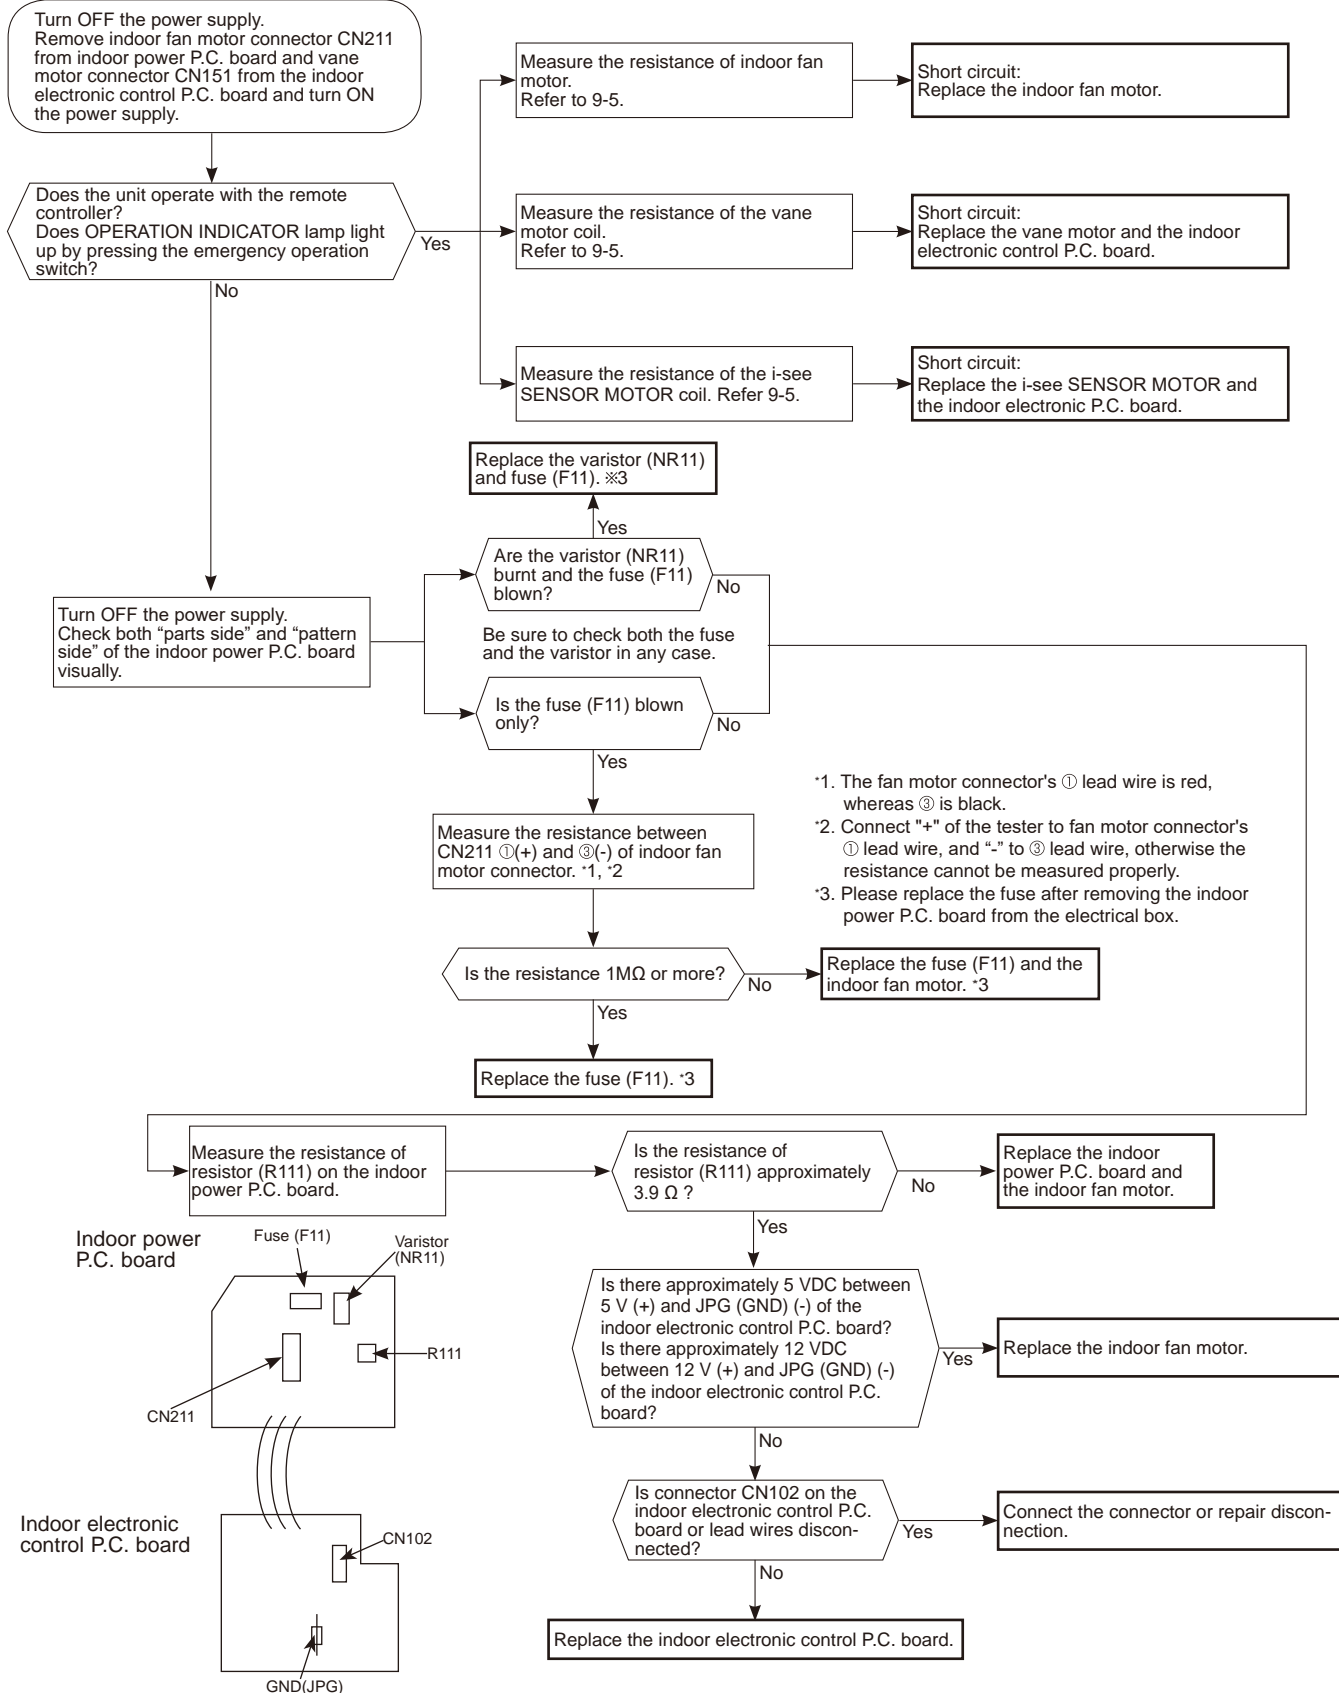 Turn OFF the power supply.
Remove indoor fan motor connector CN211
from indoor power P.C. board and vane
motor connector CN151 from the indoor
electronic control P.C. board and turn ON
the power supply.
Measure the resistance of indoor fan
motor.
Refer to 9-5.
Short circuit:
Replace the indoor fan motor.
Does the unit operate with the remote
controller?
Does OPERATION INDICATOR lamp light
up by pressing the emergency operation
switch?
Yes
No
Measure the resistance of the vane
motor coil.
Refer to 9-5.
Short circuit:
Replace the vane motor and the indoor
electronic control P.C. board.
Measure the resistance of the i-see
SENSOR MOTOR coil. Refer 9-5.
Short circuit:
Replace the i-see SENSOR MOTOR and
the indoor electronic P.C. board.
Replace the varistor (NR11)
and fuse (F11). ※3
Yes
Are the varistor (NR11)
burnt and the fuse (F11)
blown?
No
Turn OFF the power supply.
Check both “parts side” and “pattern
side” of the indoor power P.C. board
visually.
Be sure to check both the fuse
and the varistor in any case.
Is the fuse (F11) blown
only?
No
Yes
Measure the resistance between
CN211 ①(+) and ③(-) of indoor fan
motor connector. *1, *2
*1. The fan motor connector's ① lead wire is red,
whereas ③ is black.
*2. Connect "+" of the tester to fan motor connector's
① lead wire, and “-” to ③ lead wire, otherwise the
resistance cannot be measured properly.
*3. Please replace the fuse after removing the indoor
power P.C. board from the electrical box.
Is the resistance 1MΩ or more?
No
Replace the fuse (F11) and the
indoor fan motor. *3
Yes
Replace the fuse (F11). *3
Measure the resistance of
resistor (R111) on the indoor
power P.C. board.
Is the resistance of
resistor (R111) approximately
3.9 Ω ?
No
Replace the indoor
power P.C. board and
the indoor fan motor.
Yes
Indoor power
P.C. board
Fuse (F11)
Varistor
(NR11)
R111
CN211
Is there approximately 5 VDC between
5 V (+) and JPG (GND) (-) of the
indoor electronic control P.C. board?
Is there approximately 12 VDC
between 12 V (+) and JPG (GND) (-)
of the indoor electronic control P.C.
board?
Yes
Replace the indoor fan motor.
No
Is connector CN102 on the
indoor electronic control P.C.
board or lead wires discon-
nected?
Yes
Connect the connector or repair discon-
nection.
No
Replace the indoor electronic control P.C. board.
Indoor electronic
control P.C. board
CN102
GND(JPG)